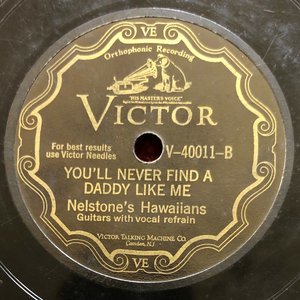 VE
Orthophonic Recording
"HIS MASTER'S VOICE"
VICTOR
For best results
use Victor Needles
V-40011-B
YOU'LL NEVER FIND A
DADDY LIKE ME
Nelstone's Hawaiians
Guitars with vocal refrain
VICTOR TALKING MACHINE CO.
Camden, N.J.
VE